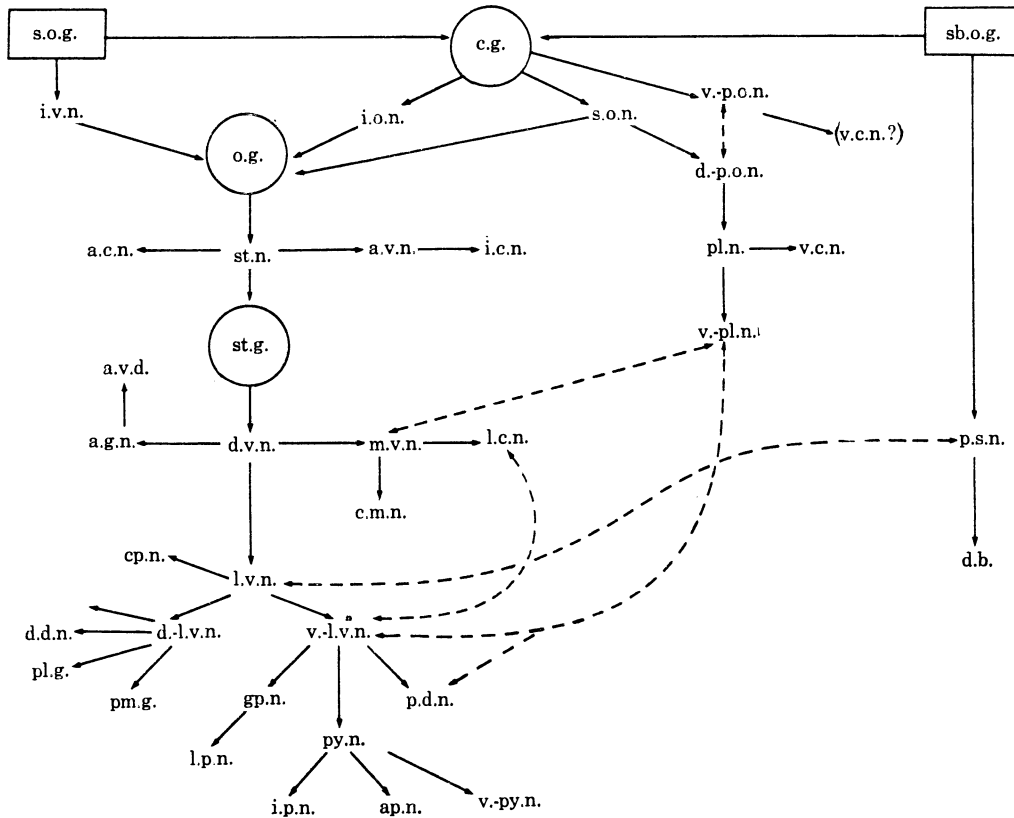 s.o.g.
c.g.
sb.o.g.
i.v.n.
i.o.n.
s.o.n.
v.-p.o.n.
(v.c.n.?)
o.g.
d.-p.o.n.
a.c.n.
st.n.
a.v.n.
i.c.n.
pl.n.
v.c.n.
st.g.
v.-pl.n.
a.v.d.
a.g.n.
d.v.n.
m.v.n.
l.c.n.
p.s.n.
c.m.n.
cp.n.
l.v.n.
d.b.
d.d.n.
d.-l.v.n.
v.-l.v.n.
pl.g.
pm.g.
gp.n.
p.d.n.
l.p.n.
py.n.
i.p.n.
ap.n.
v.-py.n.